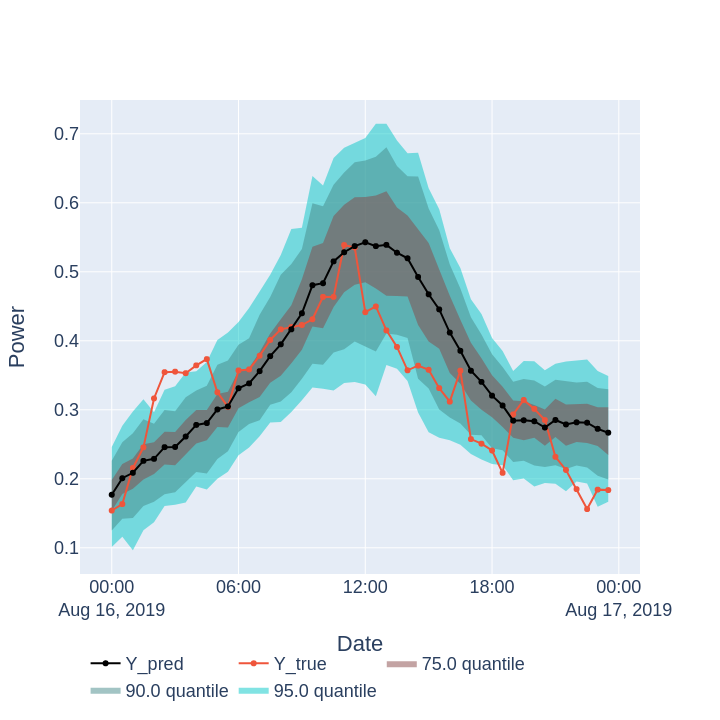 0.7
0.6
0.5
0.4
0.3
0.2
0.1
Power
00:00 06:00 12:00 18:00 00:00
Aug 16, 2019 Aug 17, 2019
Date
Y_pred Y_true 75.0 quantile
90.0 quantile 95.0 quantile